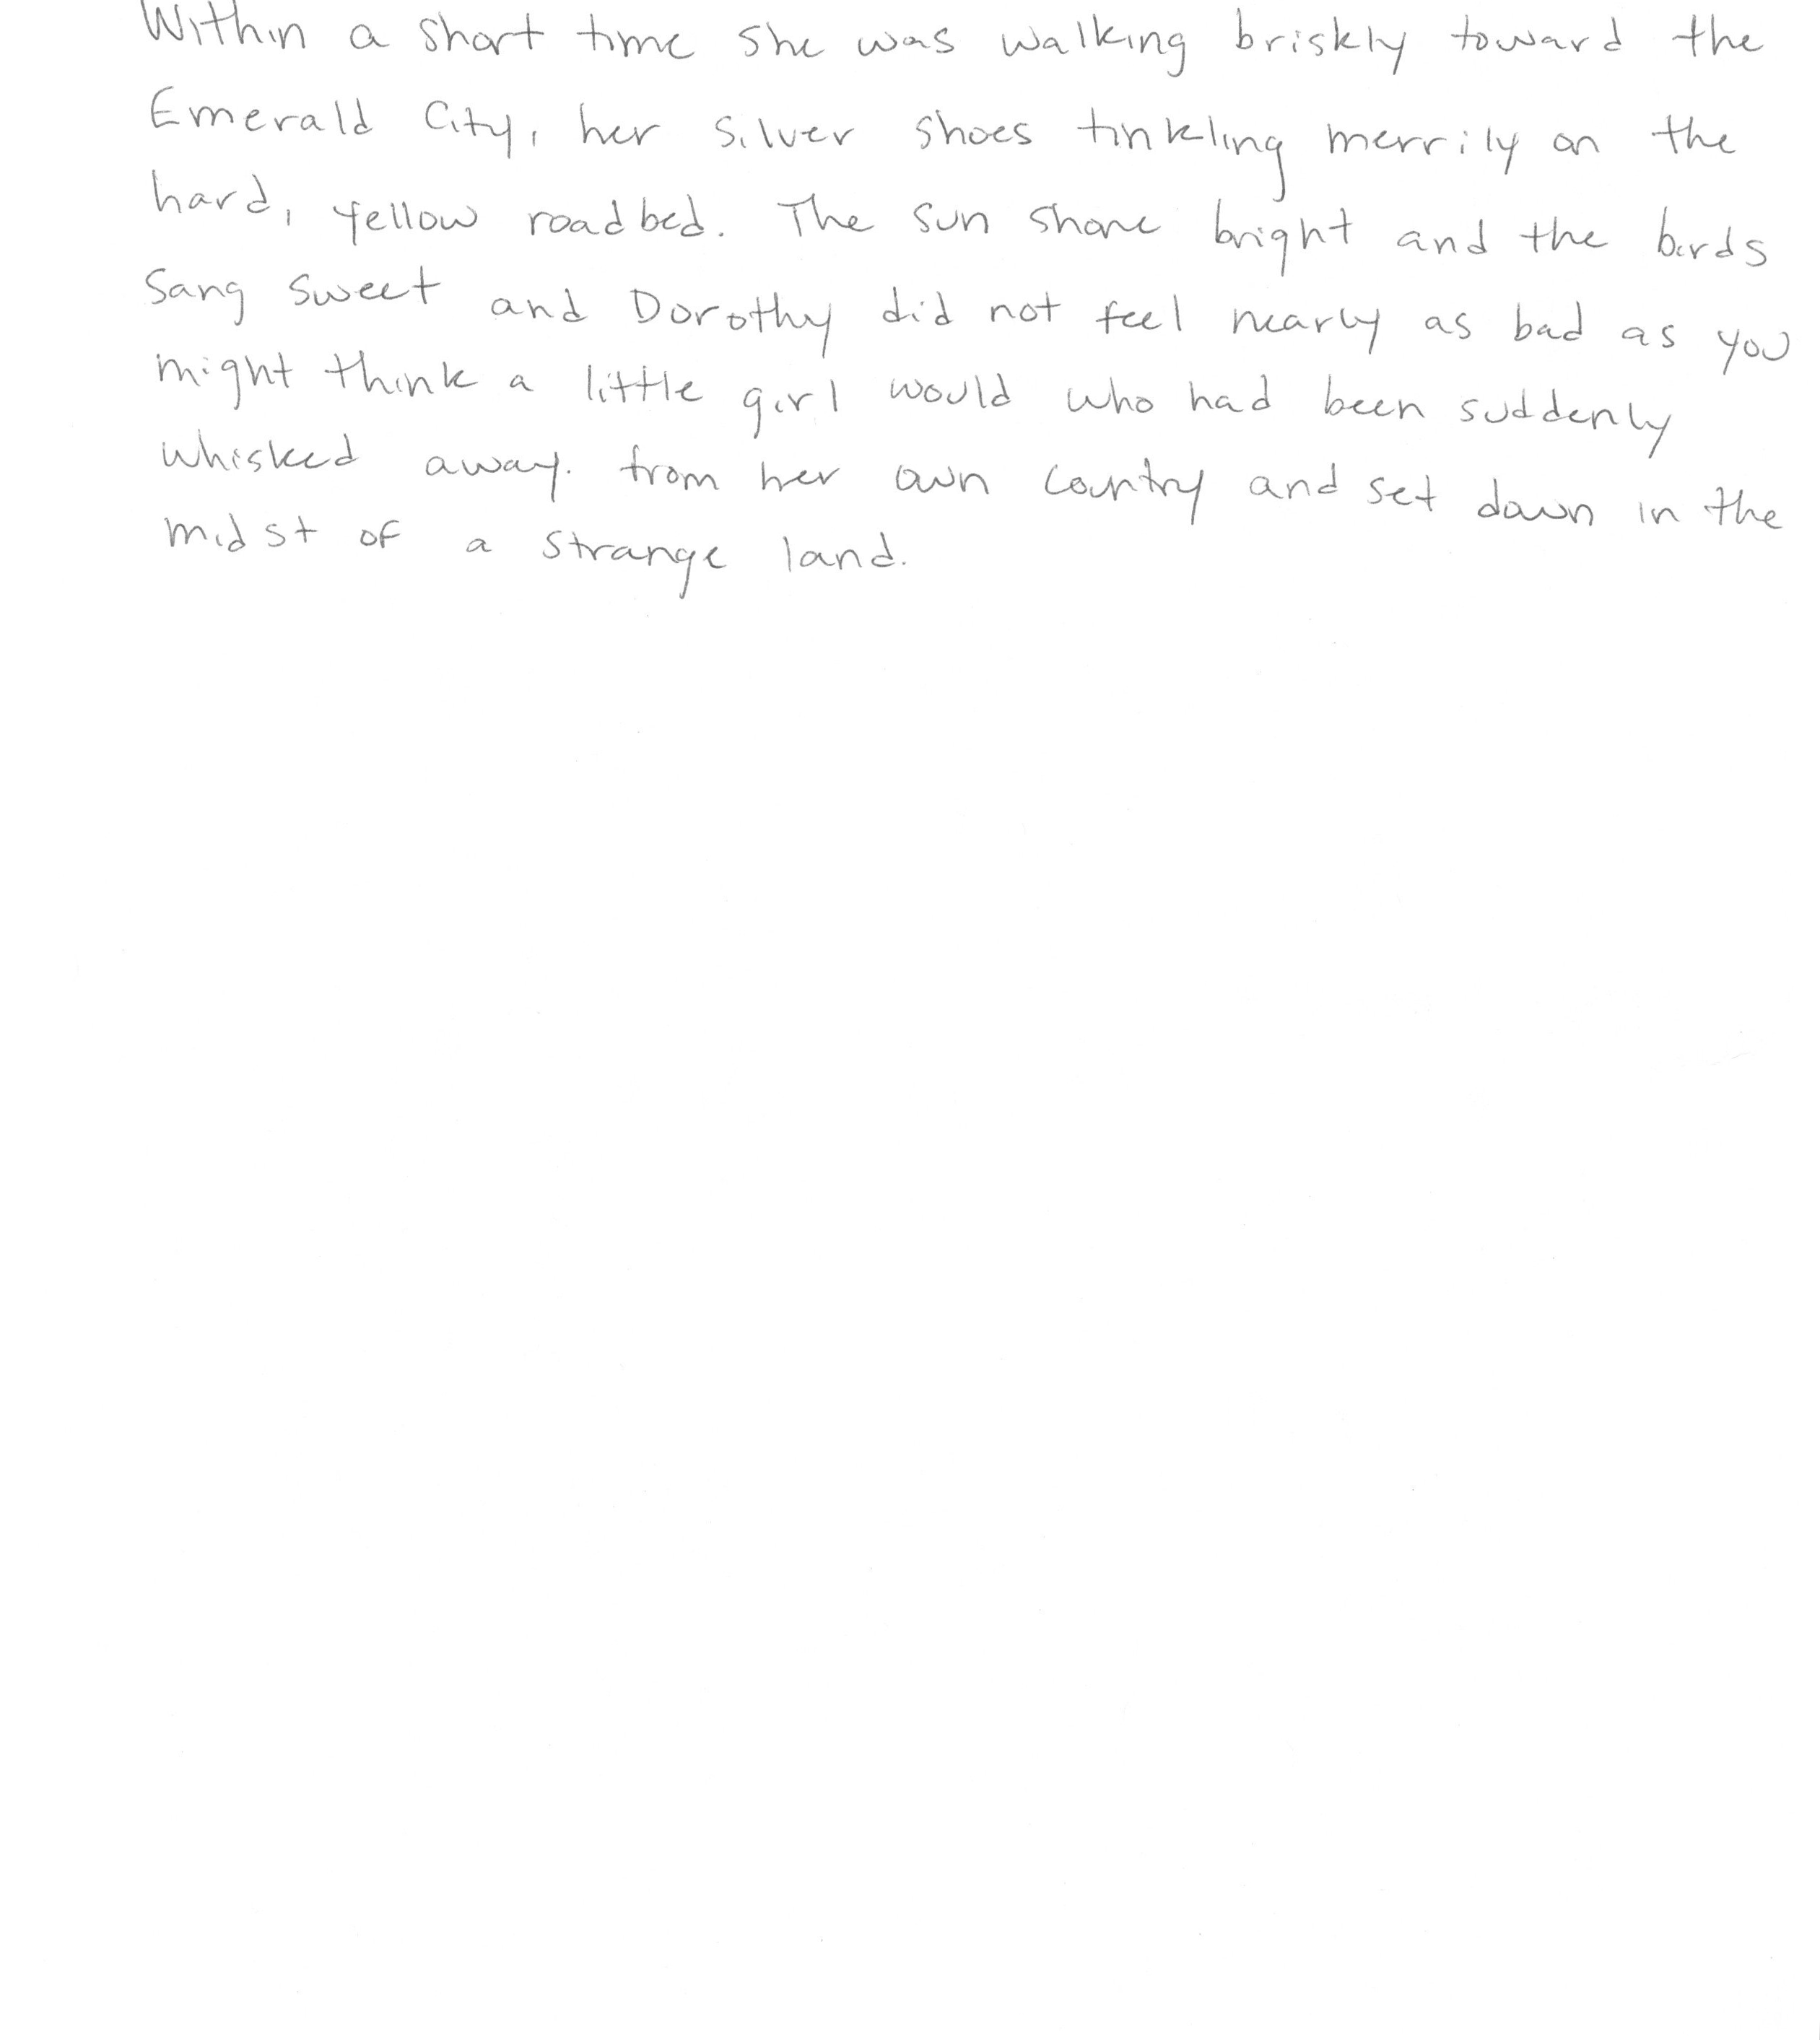 Within a short time she was walking briskly toward the
Emerald City, her silver shoes tinkling merrily on the
hard, yellow roadbed. The sun shone bright and the birds
sang sweet and Dorothy did not feel nearly as bad as you
might think a little girl would who had been suddenly
whisked away. from her own country and set down in the
midst of a strange land.